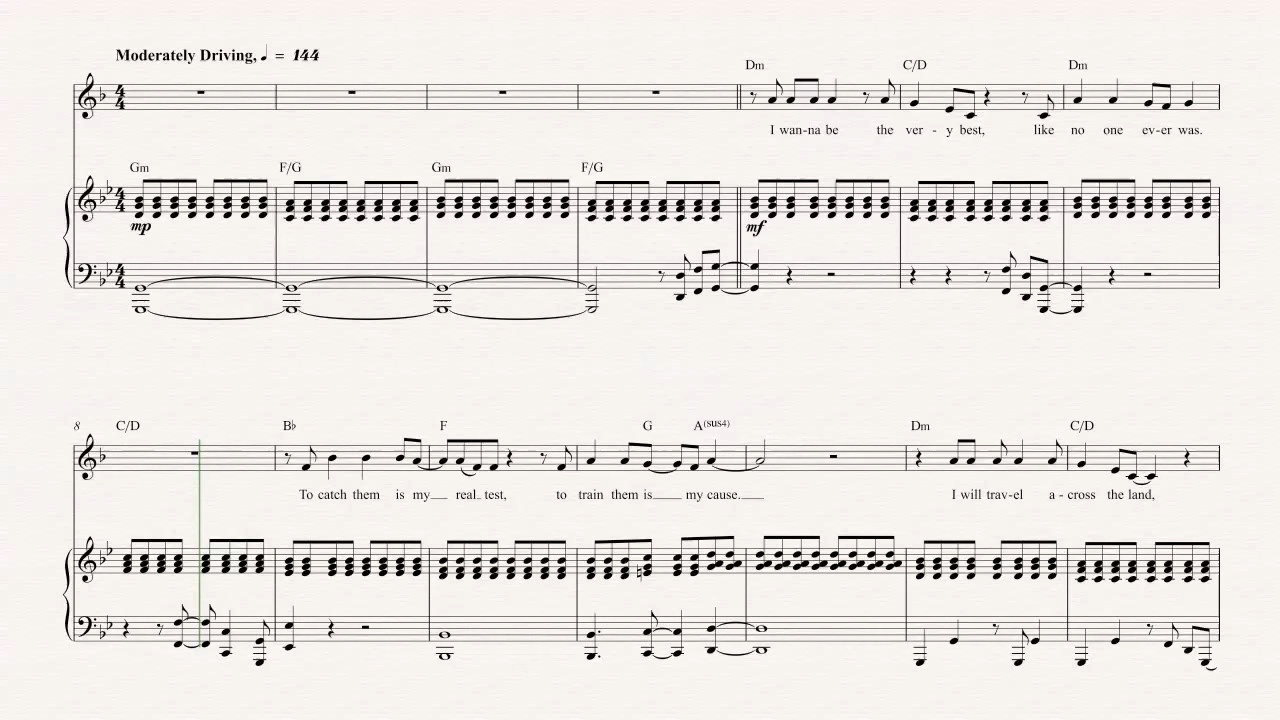 Moderately Driving, ♩ = 144
Dm C/D Dm
I wan-na be the ver - y best, like no one ev-er was.
Gm F/G Gm F/G
mp mf
8 C/D B♭ F G A(sus4) Dm C/D
To catch them is my real test, to train them is my cause. I will trav-el a - cross the land,